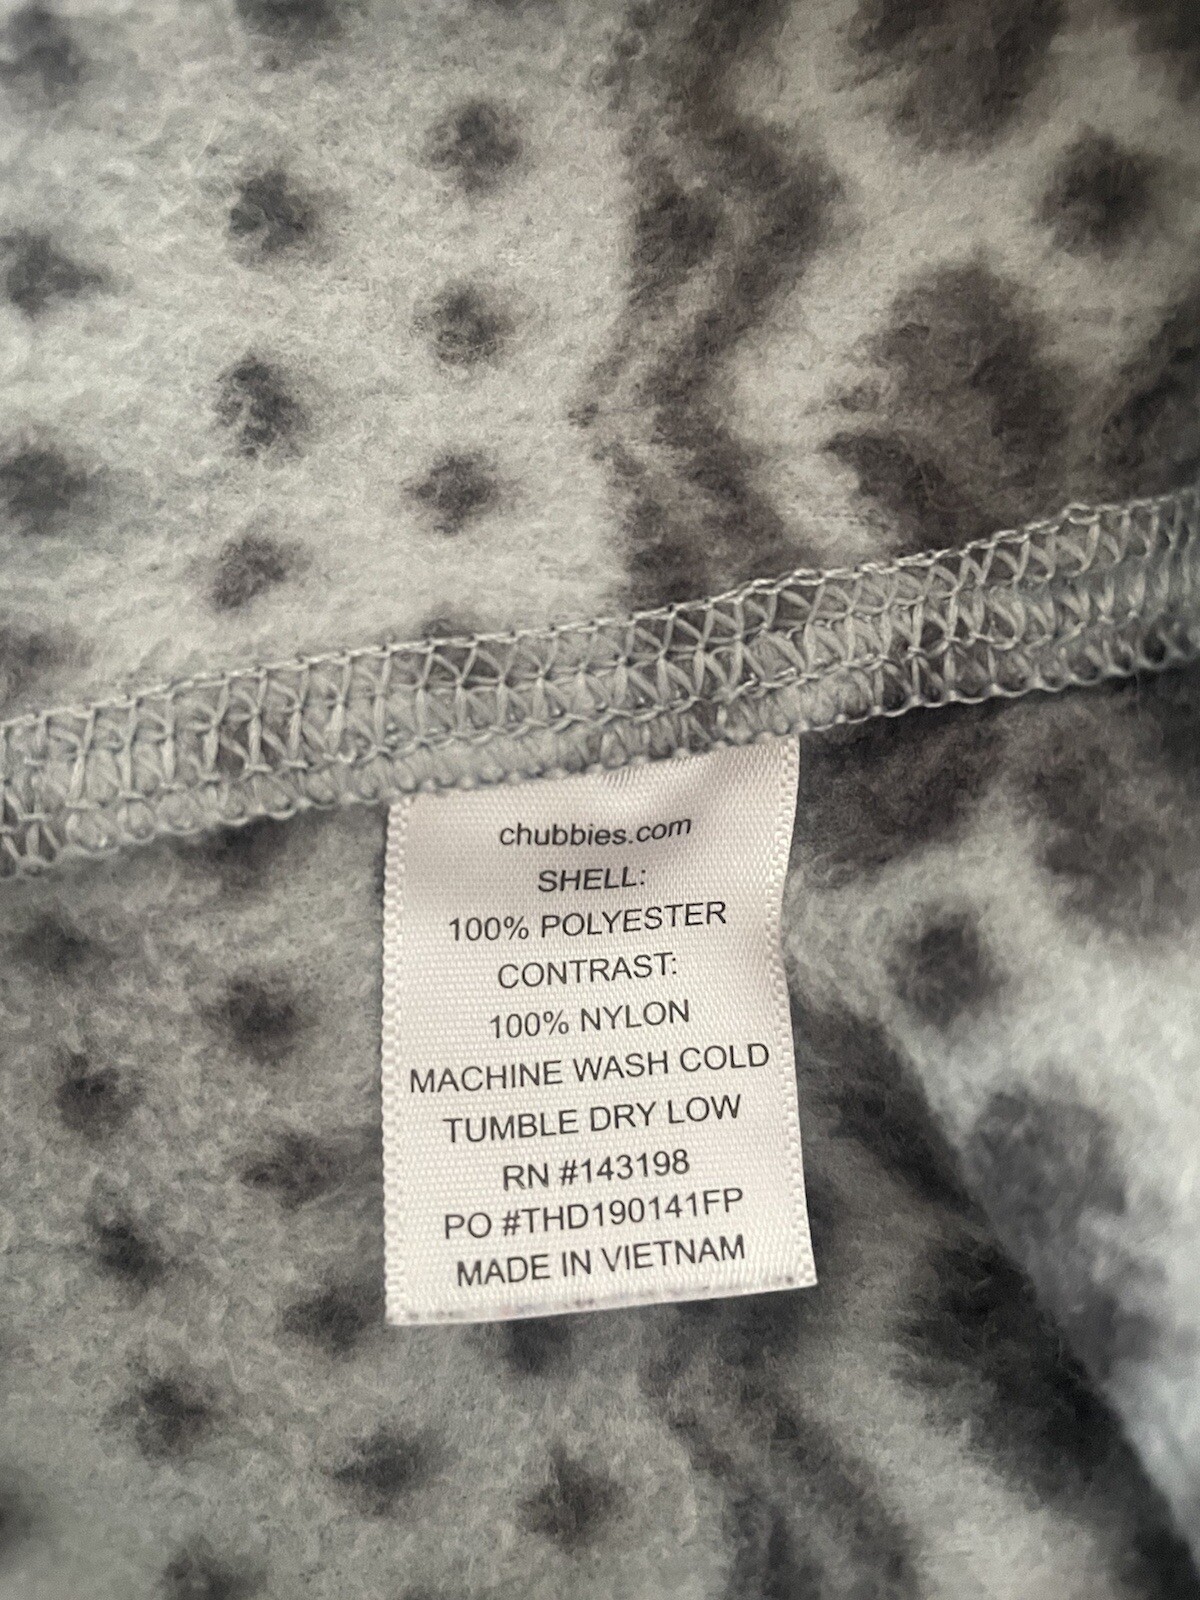 chubbies.com
SHELL:
100% POLYESTER
CONTRAST:
100% NYLON
MACHINE WASH COLD
TUMBLE DRY LOW
RN #143198
PO #THD190141FP
MADE IN VIETNAM